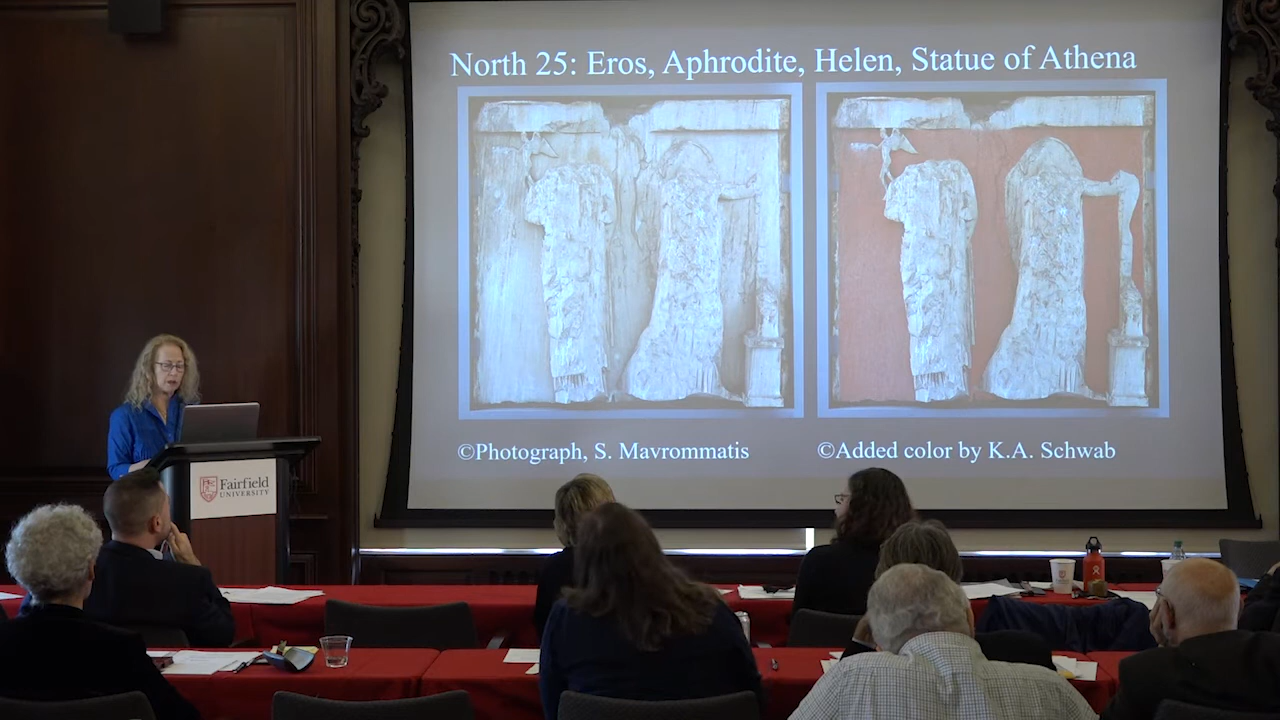 North 25: Eros, Aphrodite, Helen, Statue of Athena
©Photograph, S. Mavrommatis
©Added color by K.A. Schwab
Fairfield
UNIVERSITY